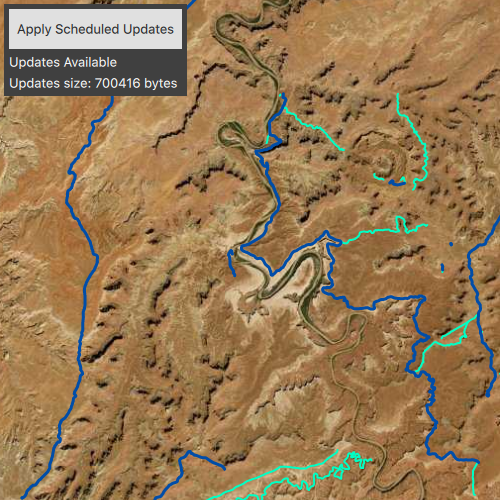 Apply Scheduled Updates
Updates Available
Updates size: 700416 bytes